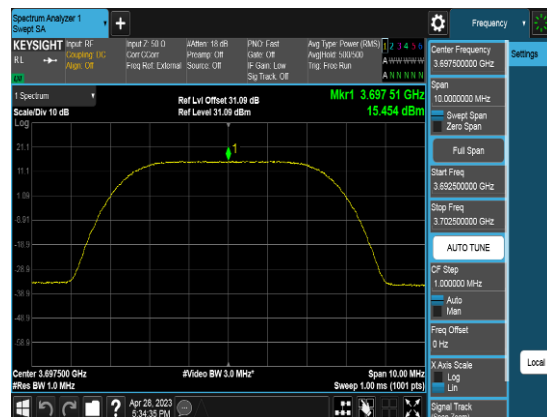 Spectrum Analyzer 1
Swept SA
+
Frequency
KEYSIGHT
RL
Input: RF
Coupling: DC
Align: Off
Input Z: 50 Ω
Corr CCorr
Freq Ref: External
#Atten: 18 dB
Preamp: Off
Source: Off
PNO: Fast
Gate: Off
IF Gain: Low
Sig Track: Off
Avg Type: Power (RMS)
Avg|Hold: 500/500
Trig: Free Run
1 2 3 4 5 6
A W W W W W
A N N N N N
1 Spectrum
Scale/Div 10 dB
Log
Ref Lvl Offset 31.09 dB
Ref Level 31.09 dBm
Mkr1 3.697 51 GHz
15.454 dBm
1
21.1
11.1
1.09
-8.91
-18.9
-28.9
-38.9
-48.9
-58.9
Center 3.697500 GHz
#Res BW 1.0 MHz
#Video BW 3.0 MHz*
Span 10.00 MHz
Sweep 1.00 ms (1001 pts)
?
Apr 28, 2023
5:34:35 PM
Center Frequency
3.697500000 GHz
Span
10.0000000 MHz
Swept Span
Zero Span
Full Span
Start Freq
3.692500000 GHz
Stop Freq
3.702500000 GHz
AUTO TUNE
CF Step
1.000000 MHz
Auto
Man
Freq Offset
0 Hz
X Axis Scale
Log
Lin
Signal Track
(Span Zoom)
Settings
Local